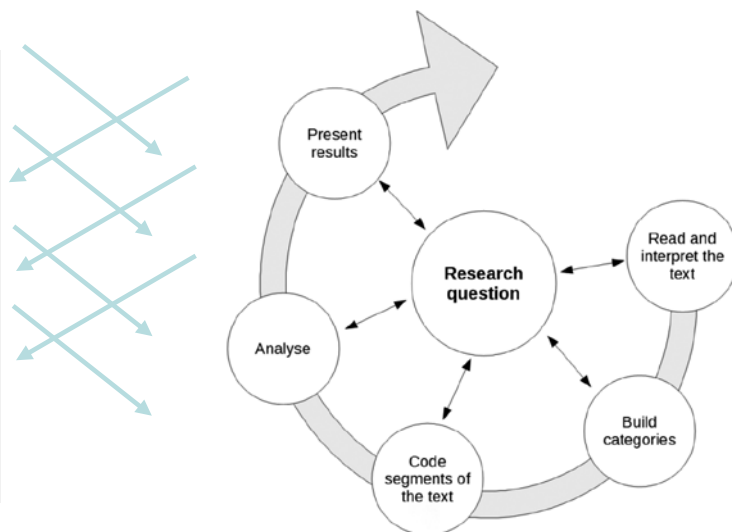 Present
results
Research
question
Read and
interpret the
text
Analyse
Build
categories
Code
segments of
the text